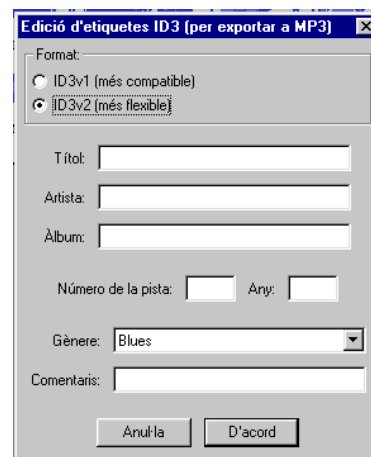 Edició d'etiquetes ID3 (per exportar a MP3)
Format:
ID3v1 (més compatible)
ID3v2 (més flexible)
Títol:
Artista:
Àlbum:
Número de la pista: Any:
Gènere: Blues
Comentaris:
Anul·la D'acord